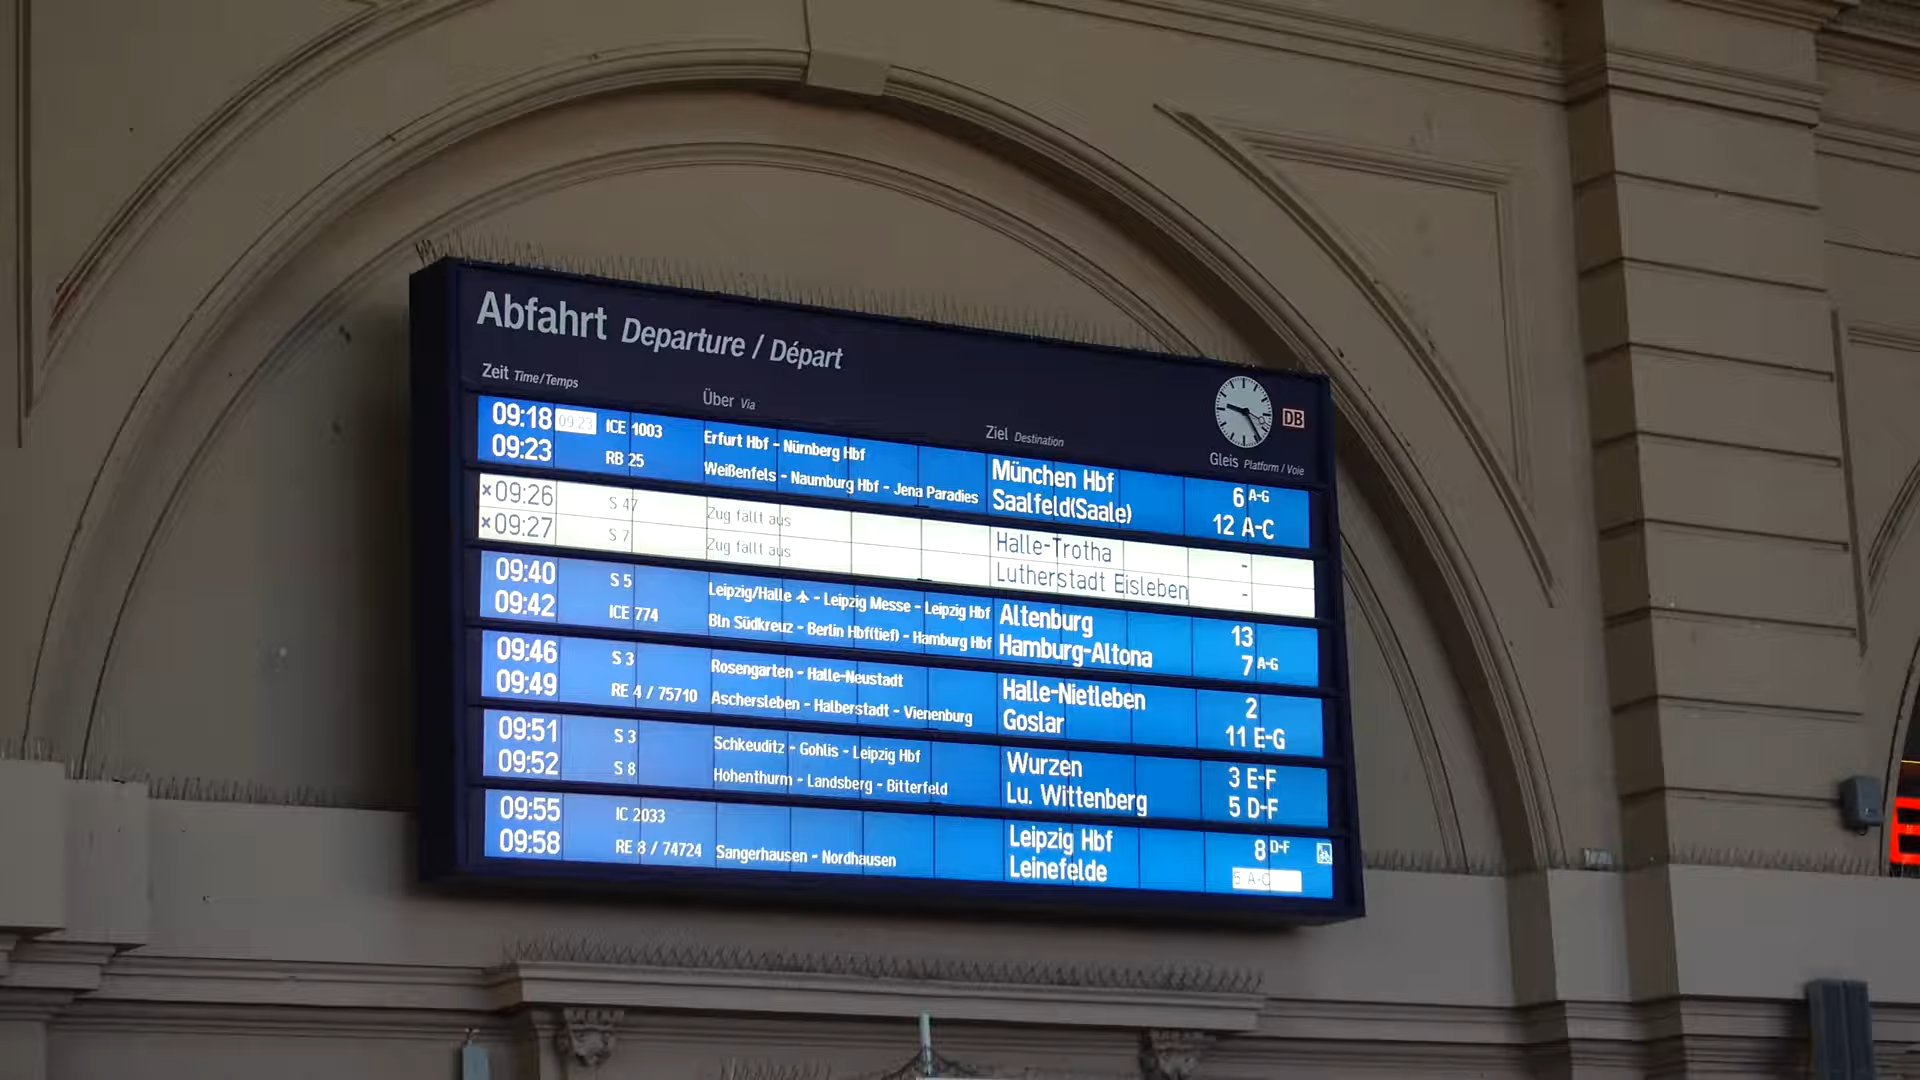 Abfahrt Departure / Départ
Zeit Time/Temps Über Via Ziel Destination Gleis Platform / Voie
DB
09:18 09:23 ICE 1003 Erfurt Hbf - Nürnberg Hbf München Hbf 6 A-G
09:23 RB 25 Weißenfels - Naumburg Hbf - Jena Paradies Saalfeld(Saale) 12 A-C
×09:26 S 47 Zug fällt aus Halle-Trotha -
×09:27 S 7 Zug fällt aus Lutherstadt Eisleben -
09:40 S 5 Leipzig/Halle ✈ - Leipzig Messe - Leipzig Hbf Altenburg 13
09:42 ICE 774 Bln Südkreuz - Berlin Hbf(tief) - Hamburg Hbf Hamburg-Altona 7 A-G
09:46 S 3 Rosengarten - Halle-Neustadt Halle-Nietleben 2
09:49 RE 4 / 75710 Aschersleben - Halberstadt - Vienenburg Goslar 11 E-G
09:51 S 3 Schkeuditz - Gohlis - Leipzig Hbf Wurzen 3 E-F
09:52 S 8 Hohenthurm - Landsberg - Bitterfeld Lu. Wittenberg 5 D-F
09:55 IC 2033 Leipzig Hbf 8 D-F
09:58 RE 8 / 74724 Sangerhausen - Nordhausen Leinefelde 5 A-C